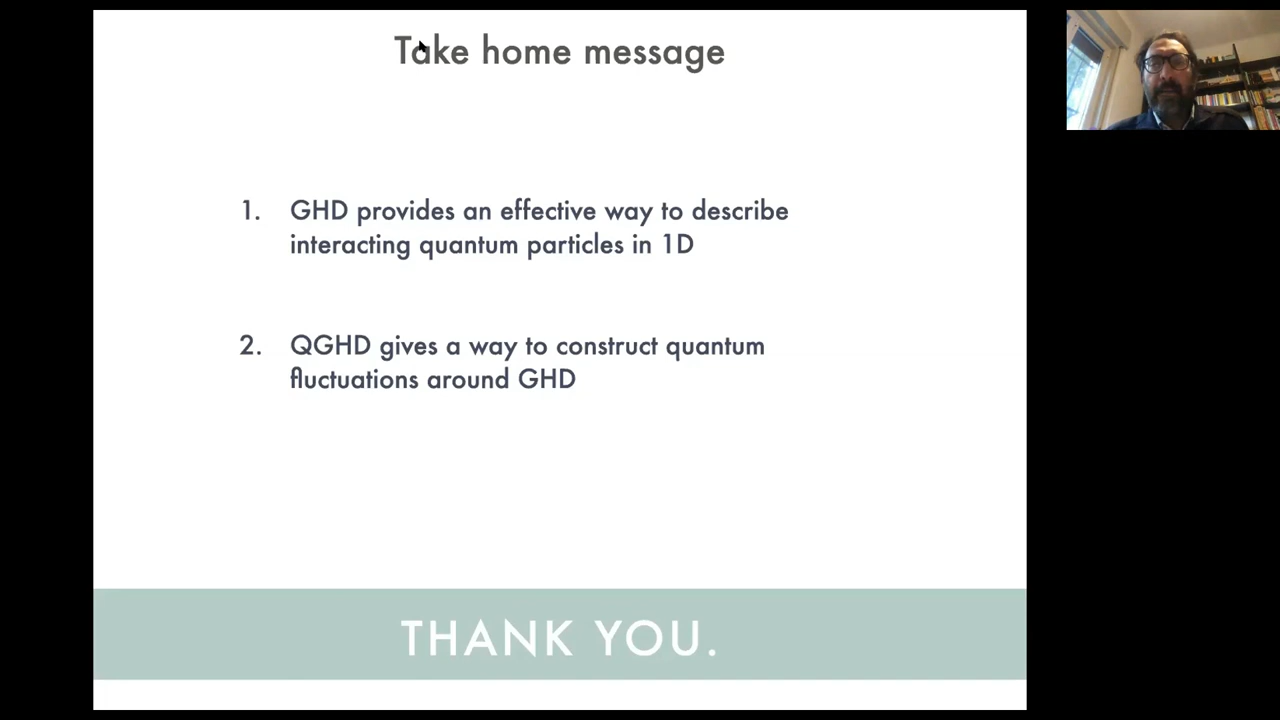 Take home message
1. GHD provides an effective way to describe
interacting quantum particles in 1D
2. QGHD gives a way to construct quantum
fluctuations around GHD
THANK YOU.